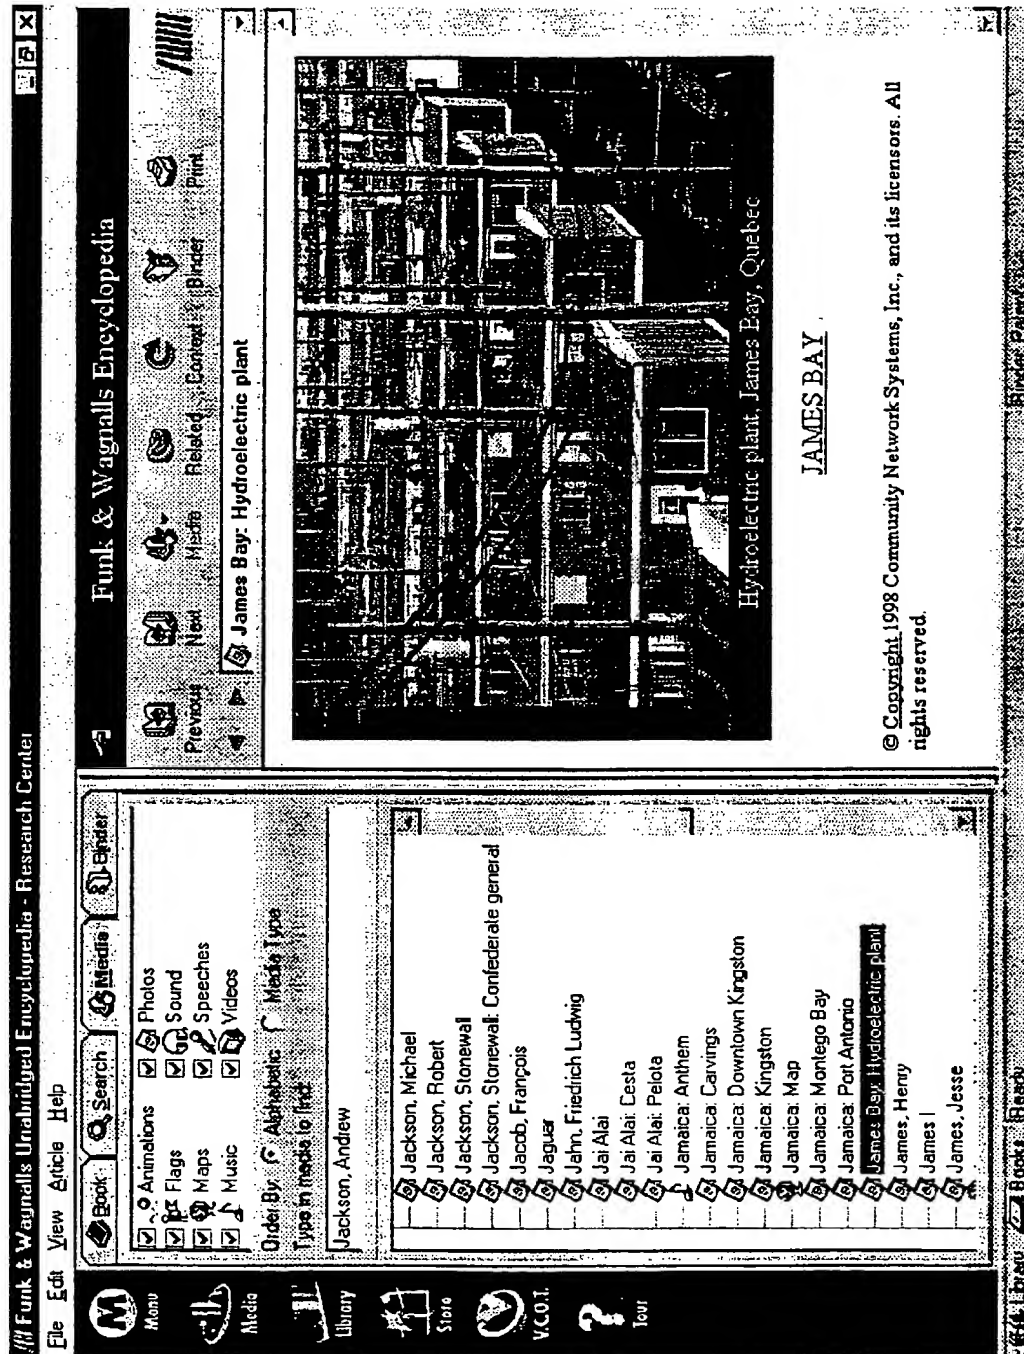 Funk & Wagnalls Unabridged Encyclopedia - Research Center
File Edit View Article Help
Menu
Media
Library
Store
V.C.O.T.
Tour
Book Search Media Binder
Animations Photos
Flags Sound
Maps Speeches
Music Videos
Order By: Alphabetic Media Type
Type in media to find:
Jackson, Andrew
Jackson, Michael
Jackson, Robert
Jackson, Stonewall
Jackson, Stonewall: Confederate general
Jacob, François
Jaguar
Jahn, Friedrich Ludwig
Jai Alai
Jai Alai: Cesta
Jai Alai: Pelota
Jamaica: Anthem
Jamaica: Carvings
Jamaica: Downtown Kingston
Jamaica: Kingston
Jamaica: Map
Jamaica: Montego Bay
Jamaica: Port Antonio
James Bay: Hydroelectric plant
James, Henry
James I
James, Jesse
Funk & Wagnalls Encyclopedia
Previous Next Media Related Context Binder Print
James Bay: Hydroelectric plant
Hydroelectric plant, James Bay, Quebec
JAMES BAY
© Copyright 1998 Community Network Systems, Inc., and its licensors. All
rights reserved.
Books Ready